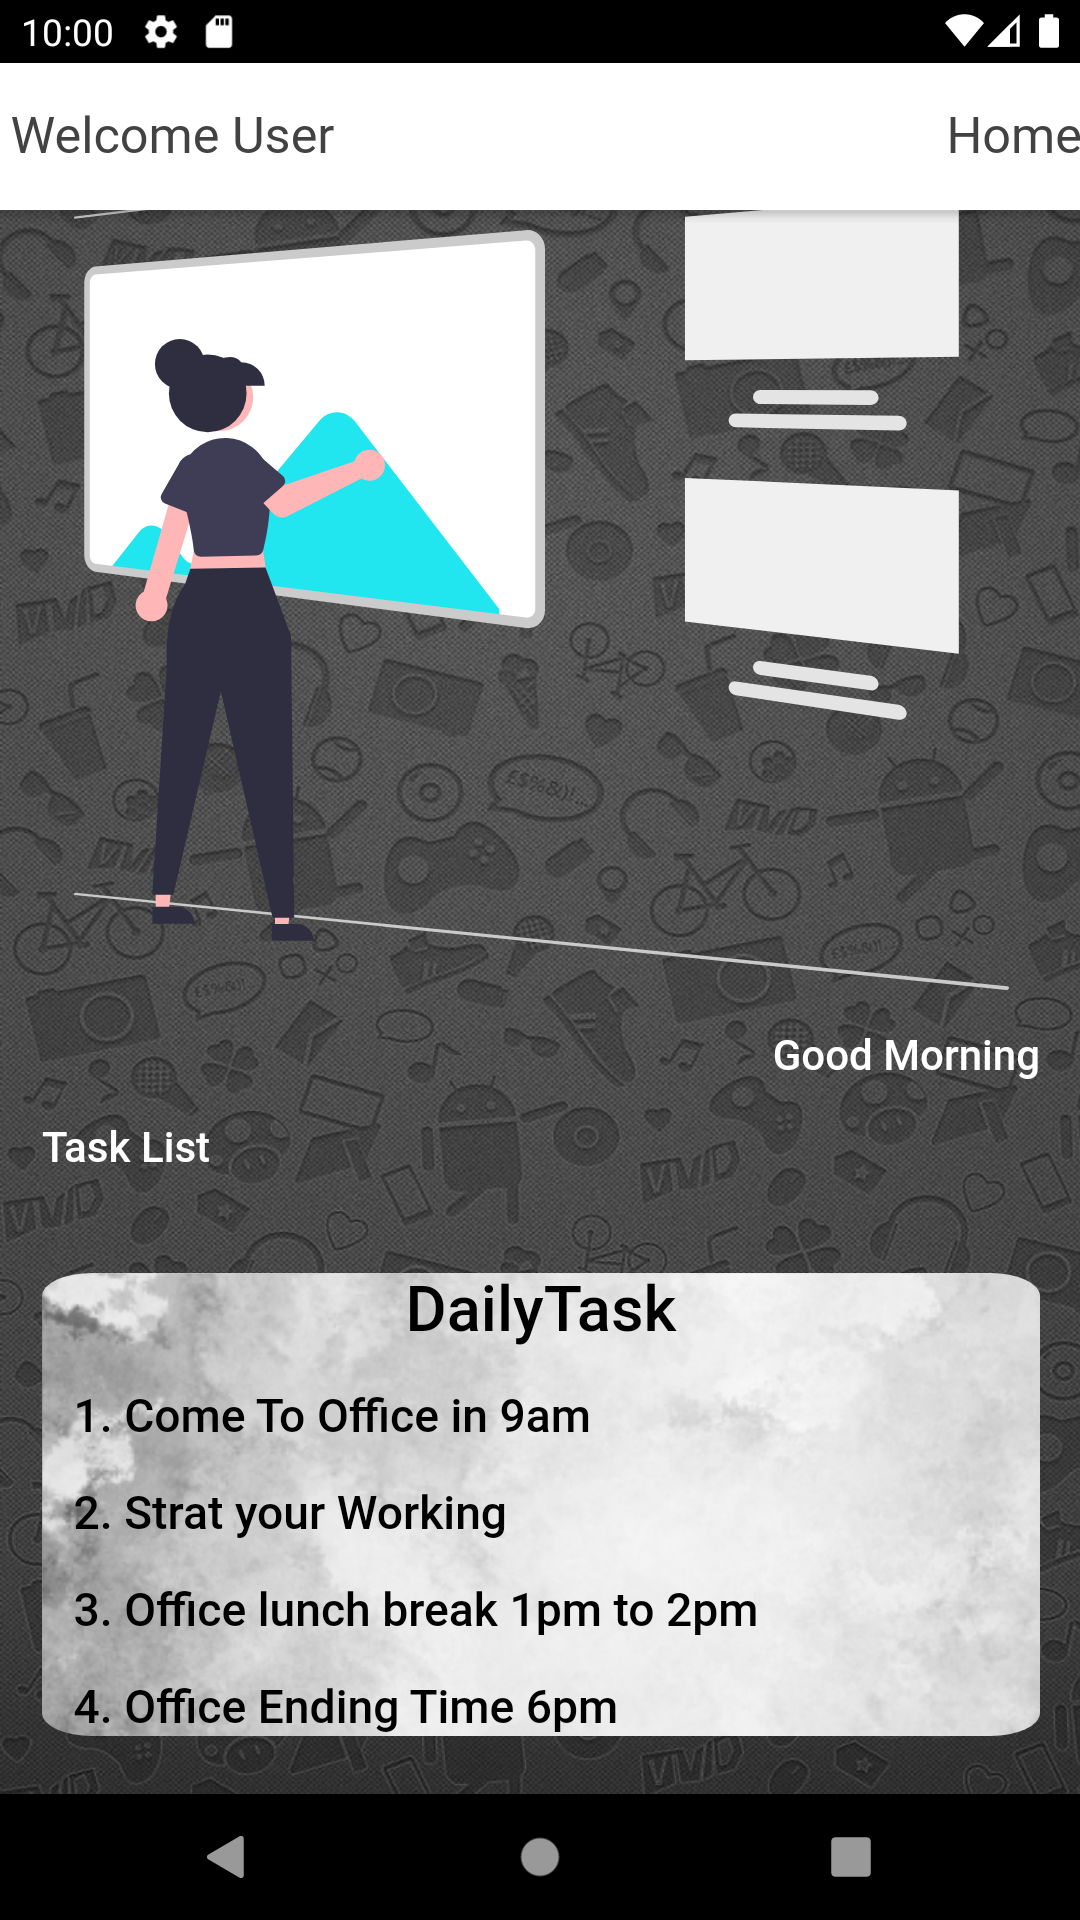 10:00
Welcome User
Home
Good Morning
Task List
DailyTask
1. Come To Office in 9am
2. Strat your Working
3. Office lunch break 1pm to 2pm
4. Office Ending Time 6pm